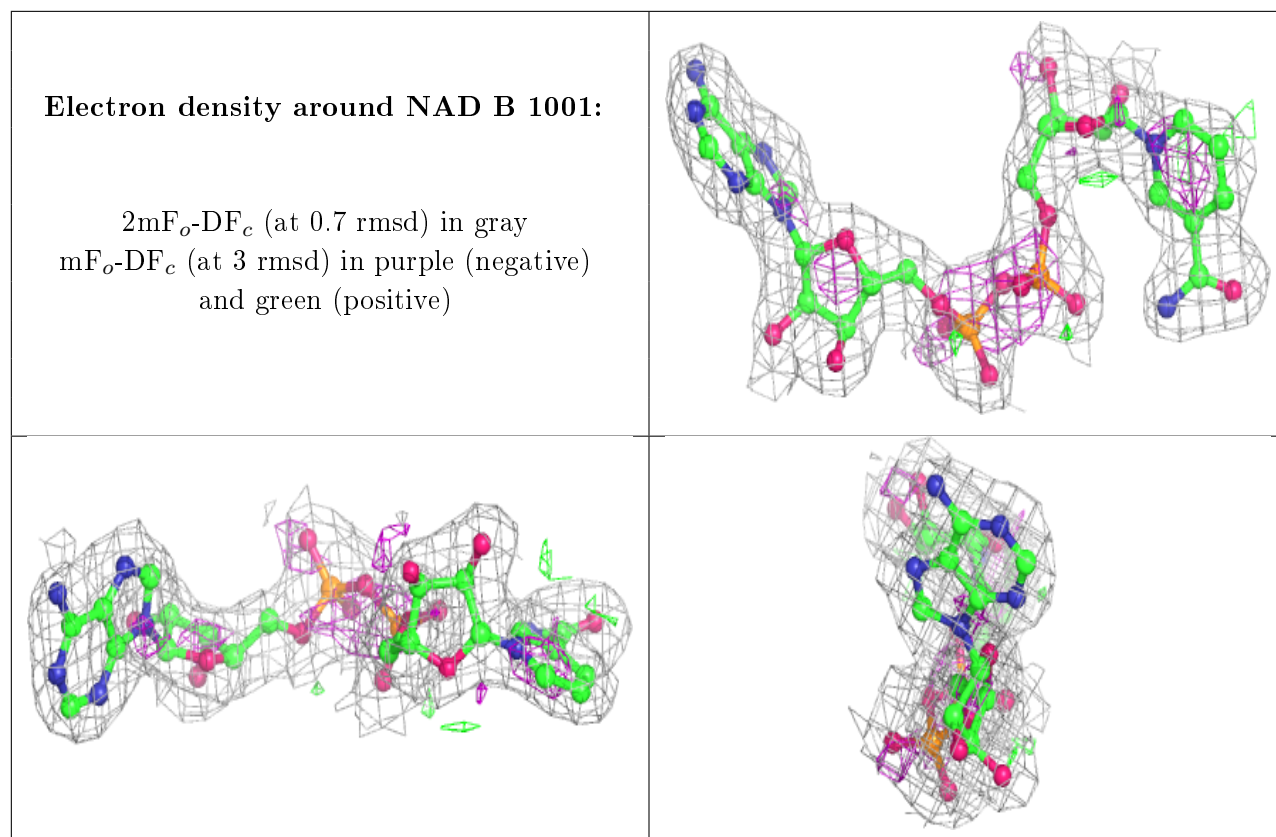 Electron density around NAD B 1001:
2mFₒ-DF𝒸 (at 0.7 rmsd) in gray
mFₒ-DF𝒸 (at 3 rmsd) in purple (negative)
and green (positive)